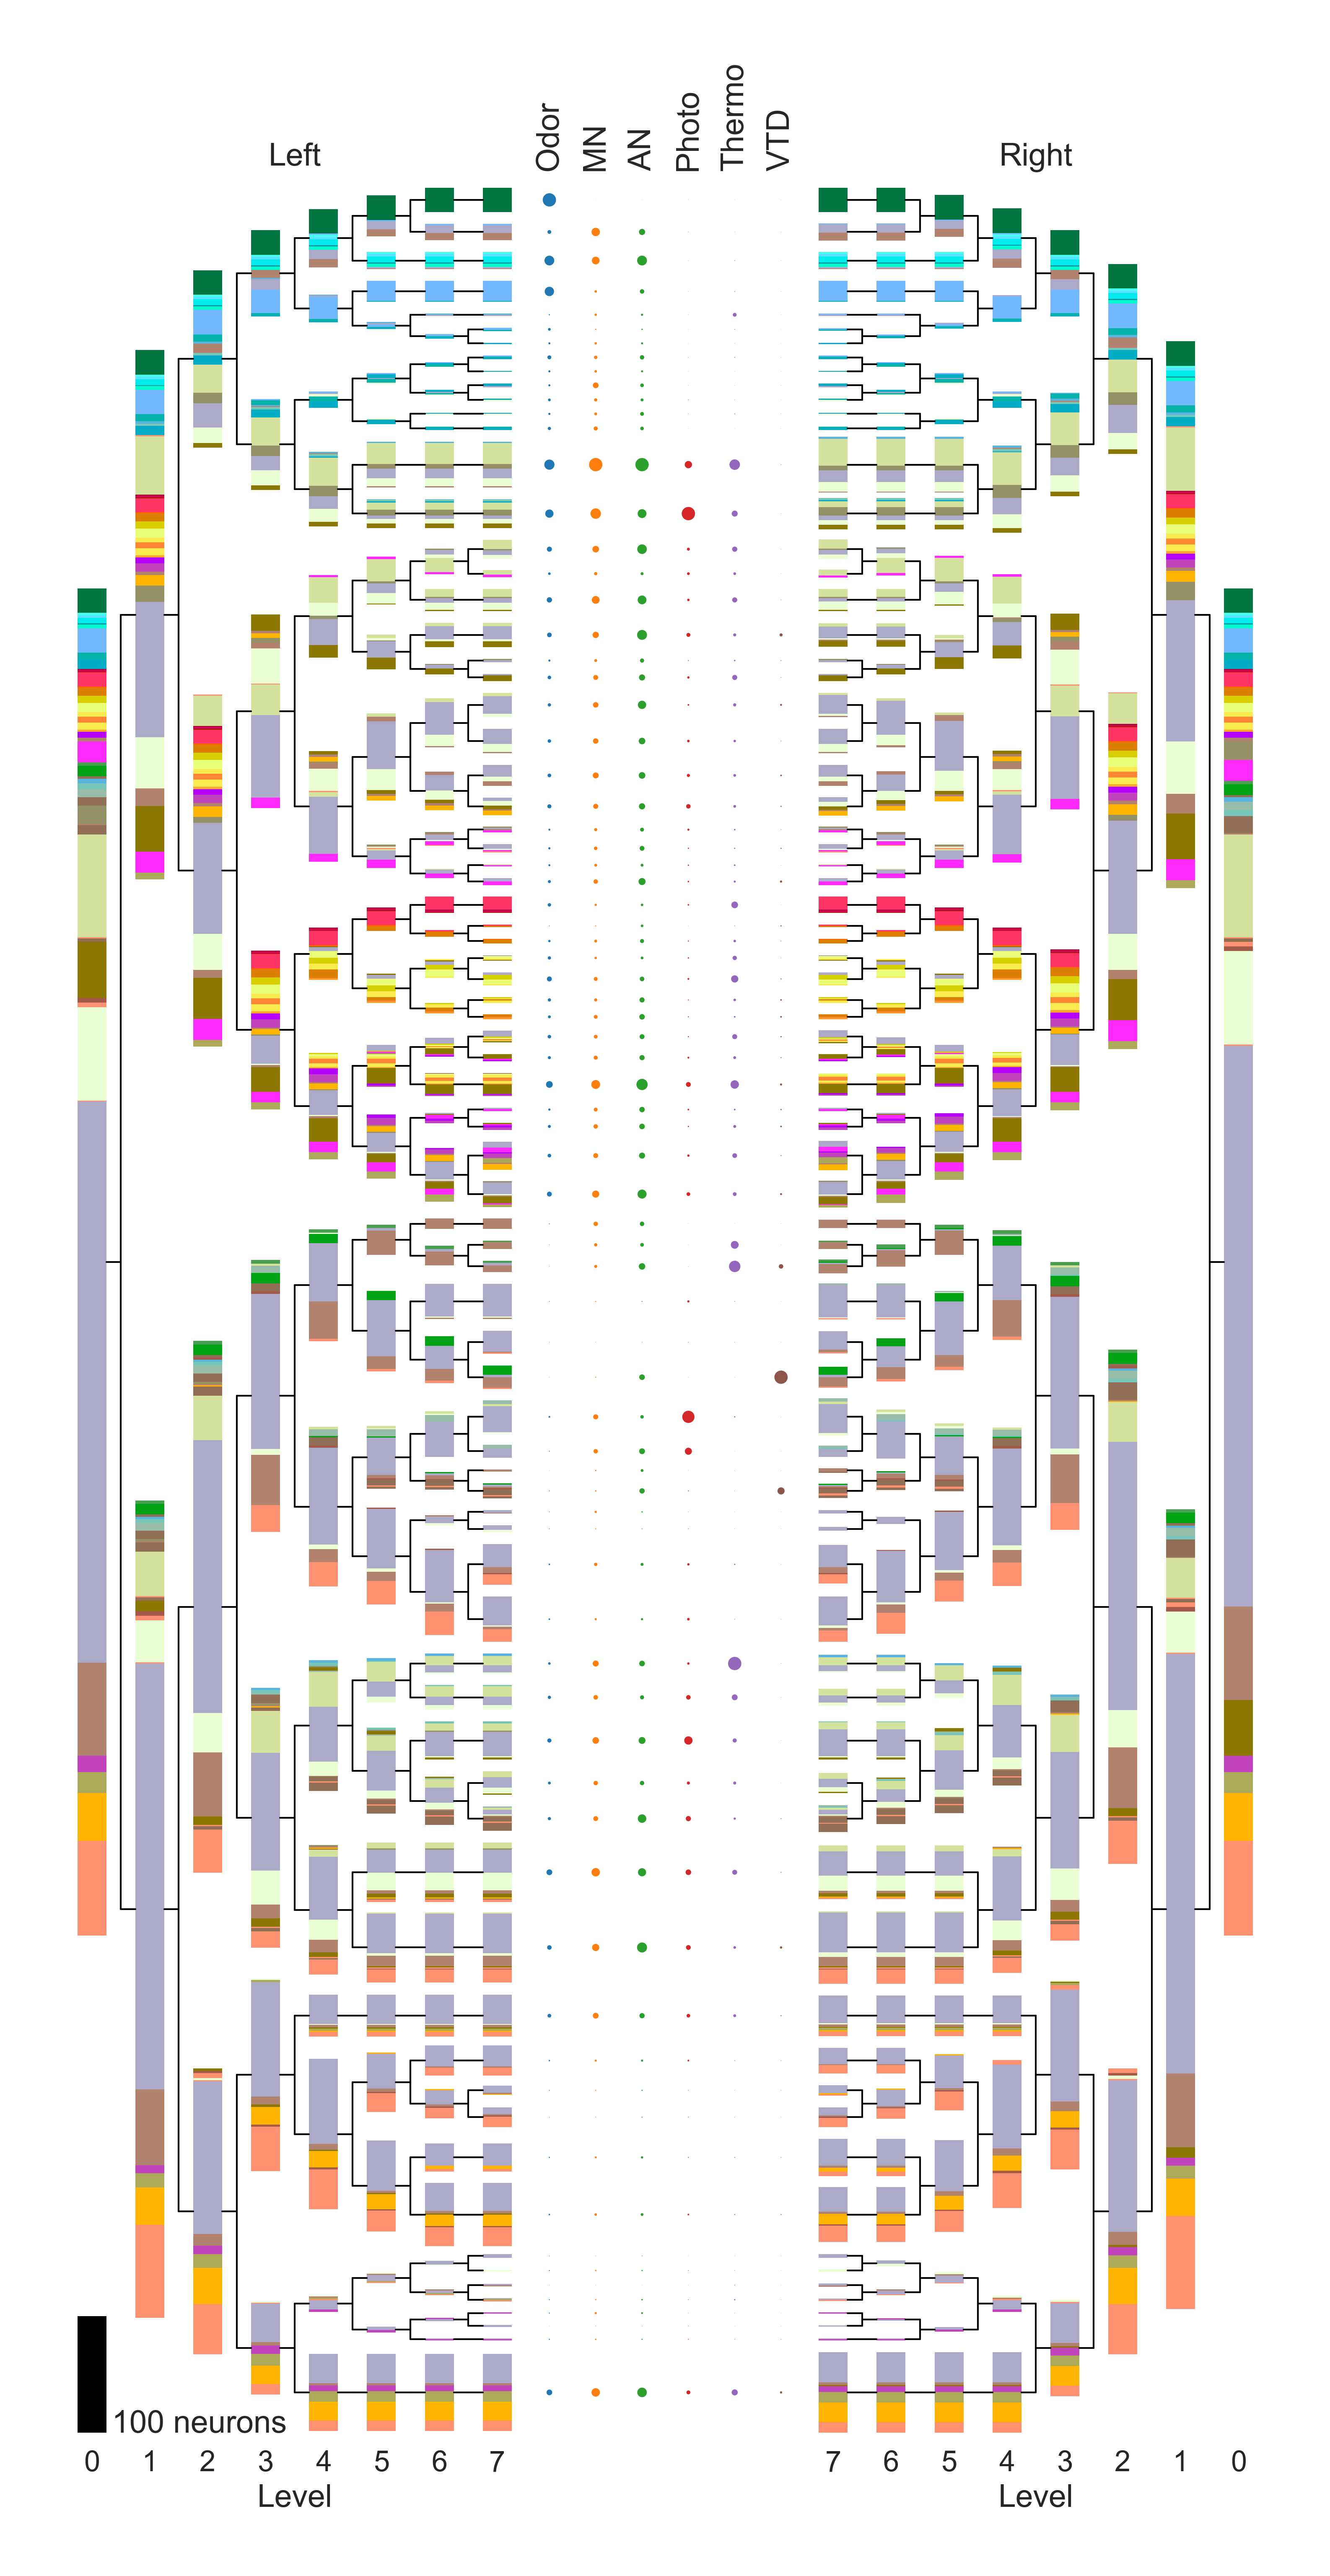 Odor
MN
AN
Photo
Thermo
VTD
Left
Right
100 neurons
0 1 2 3 4 5 6 7
7 6 5 4 3 2 1 0
Level
Level